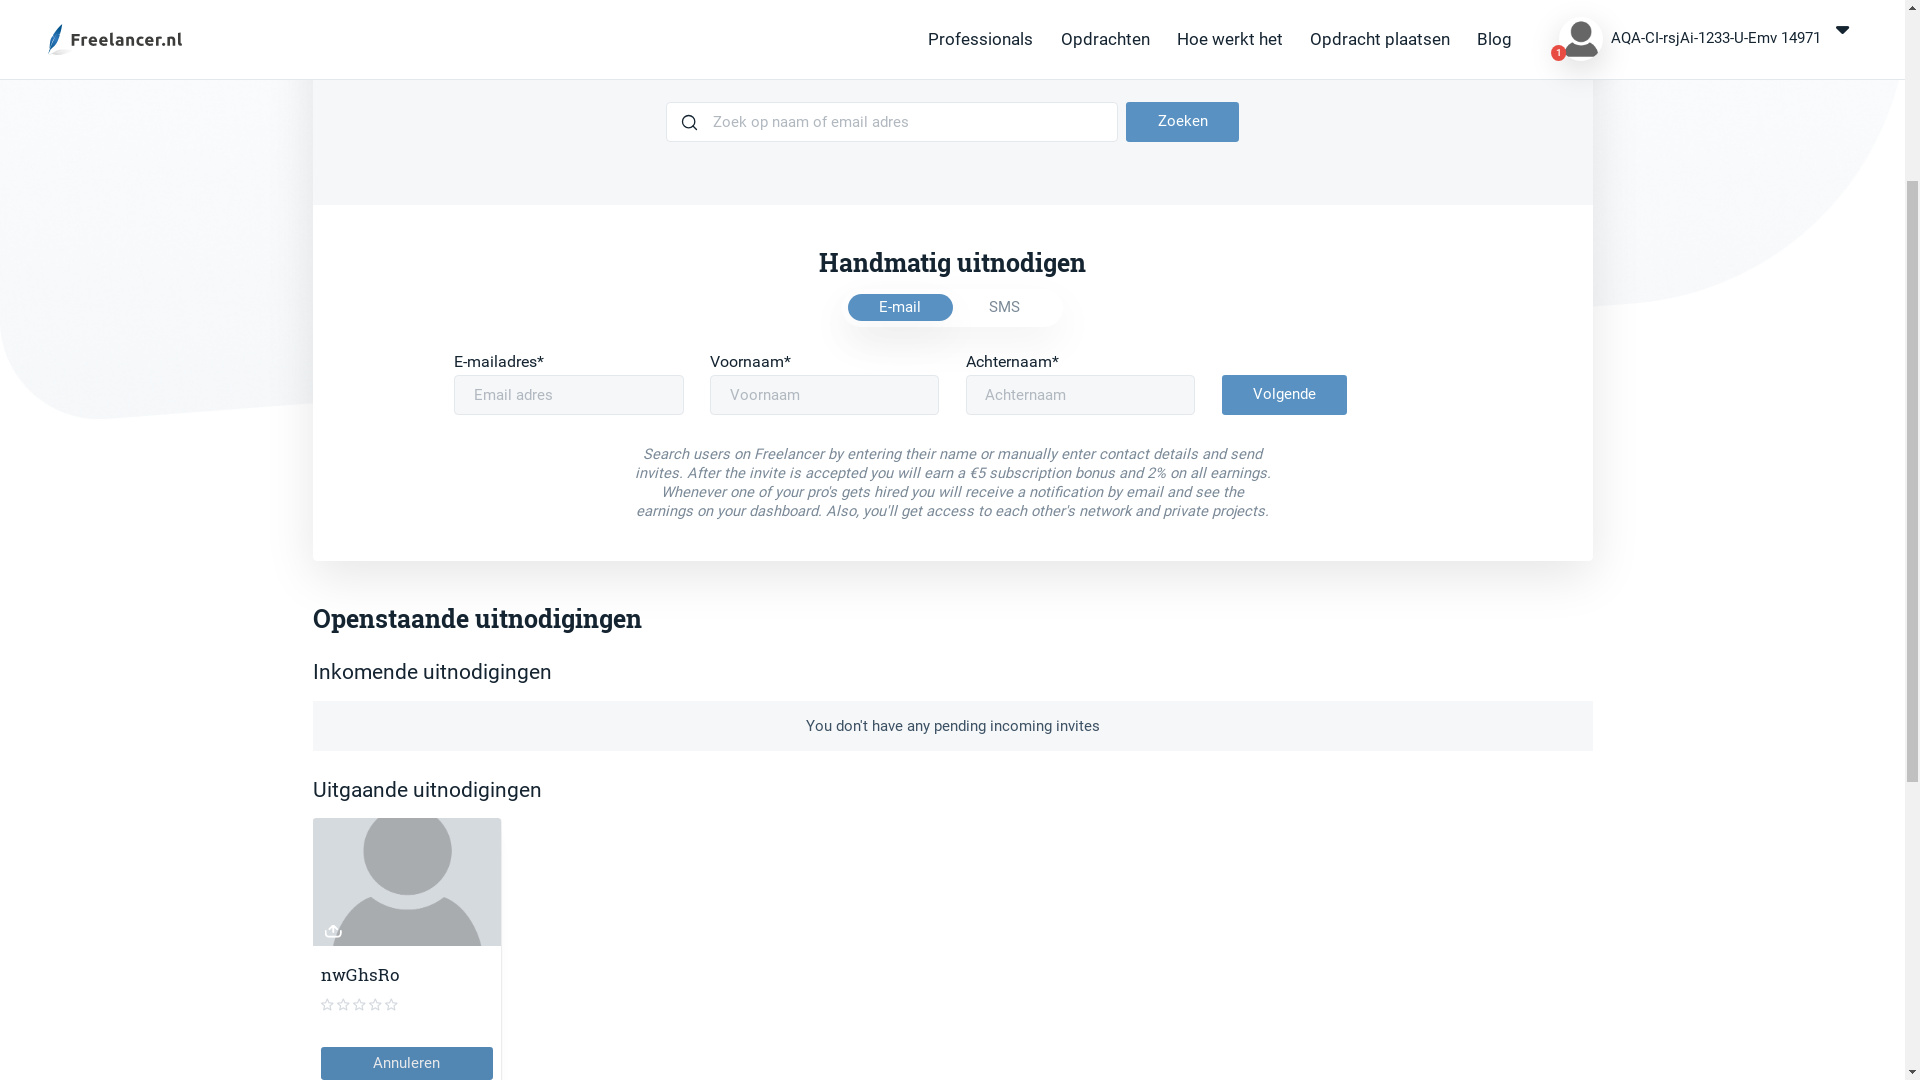 Freelancer.nl
Professionals
Opdrachten
Hoe werkt het
Opdracht plaatsen
Blog
1
AQA-CI-rsjAi-1233-U-Emv 14971
Zoek op naam of email adres
Zoeken
Handmatig uitnodigen
E-mail
SMS
E-mailadres*
Voornaam*
Achternaam*
Email adres
Voornaam
Achternaam
Volgende
Search users on Freelancer by entering their name or manually enter contact details and send
invites. After the invite is accepted you will earn a €5 subscription bonus and 2% on all earnings.
Whenever one of your pro's gets hired you will receive a notification by email and see the
earnings on your dashboard. Also, you'll get access to each other's network and private projects.
Openstaande uitnodigingen
Inkomende uitnodigingen
You don't have any pending incoming invites
Uitgaande uitnodigingen
nwGhsRo
Annuleren